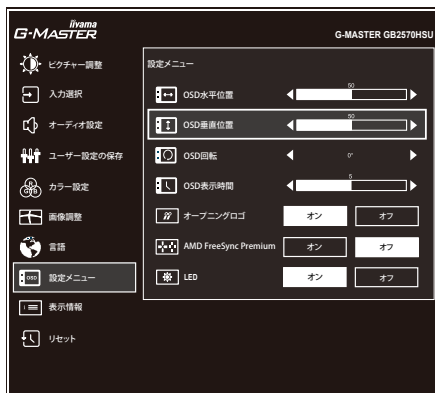 iiyama
G-MASTER
G-MASTER GB2570HSU
ピクチャー調整
入力選択
オーディオ設定
ユーザー設定の保存
R
G B
カラー設定
画像調整
言語
OSD
設定メニュー
i
表示情報
リセット
設定メニュー
OSD水平位置
50
OSD垂直位置
50
OSD回転
0°
OSD表示時間
5
オープニングロゴ
オン
オフ
AMD FreeSync Premium
オン
オフ
LED
オン
オフ